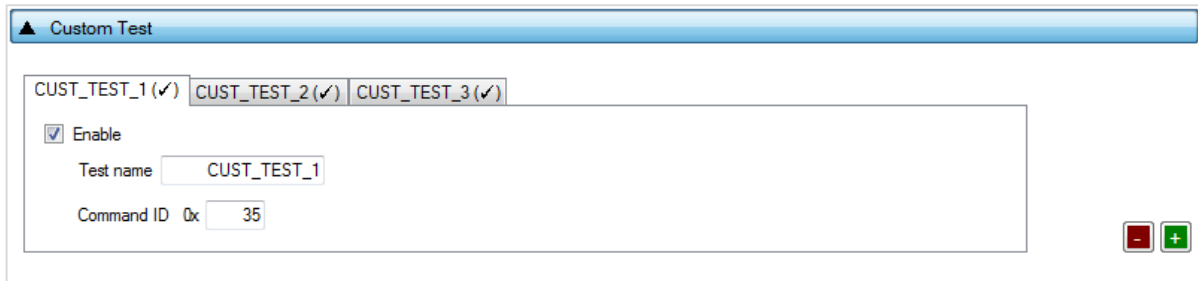 ▲ Custom Test
CUST_TEST_1 (✓) CUST_TEST_2 (✓) CUST_TEST_3 (✓)
Enable
Test name CUST_TEST_1
Command ID 0x 35
- +